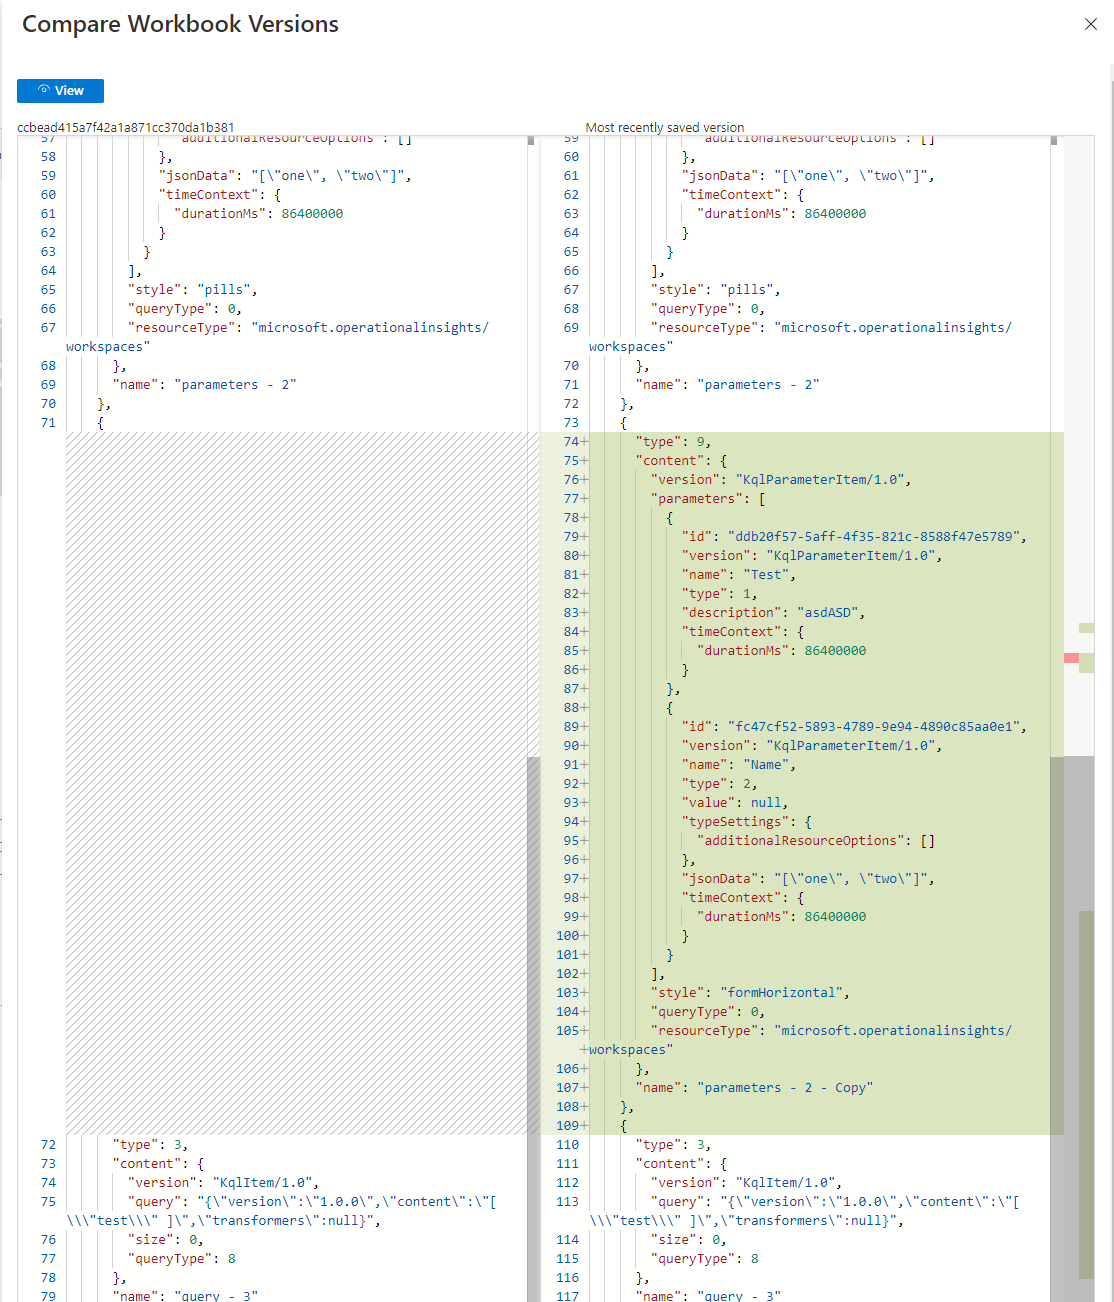 Compare Workbook Versions
View
ccbead415a7f42a1a871cc370da1b381
57 additionalResourceOptions : []
58 },
59 "jsonData": "[\"one\", \"two\"]",
60 "timeContext": {
61 "durationMs": 86400000
62 }
63 }
64 ],
65 "style": "pills",
66 "queryType": 0,
67 "resourceType": "microsoft.operationalinsights/
workspaces"
68 },
69 "name": "parameters - 2"
70 },
71 {
72 "type": 3,
73 "content": {
74 "version": "KqlItem/1.0",
75 "query": "{\"version\":\"1.0.0\",\"content\":\"[
\\\"test\\\" ]\",\"transformers\":null}",
76 "size": 0,
77 "queryType": 8
78 },
79 "name": "query - 3"
Most recently saved version
59 additionalResourceOptions : []
60 },
61 "jsonData": "[\"one\", \"two\"]",
62 "timeContext": {
63 "durationMs": 86400000
64 }
65 }
66 ],
67 "style": "pills",
68 "queryType": 0,
69 "resourceType": "microsoft.operationalinsights/
workspaces"
70 },
71 "name": "parameters - 2"
72 },
73 {
74+ "type": 9,
75+ "content": {
76+ "version": "KqlParameterItem/1.0",
77+ "parameters": [
78+ {
79+ "id": "ddb20f57-5aff-4f35-821c-8588f47e5789",
80+ "version": "KqlParameterItem/1.0",
81+ "name": "Test",
82+ "type": 1,
83+ "description": "asdASD",
84+ "timeContext": {
85+ "durationMs": 86400000
86+ }
87+ },
88+ {
89+ "id": "fc47cf52-5893-4789-9e94-4890c85aa0e1",
90+ "version": "KqlParameterItem/1.0",
91+ "name": "Name",
92+ "type": 2,
93+ "value": null,
94+ "typeSettings": {
95+ "additionalResourceOptions": []
96+ },
97+ "jsonData": "[\"one\", \"two\"]",
98+ "timeContext": {
99+ "durationMs": 86400000
100+ }
101+ }
102+ ],
103+ "style": "formHorizontal",
104+ "queryType": 0,
105+ "resourceType": "microsoft.operationalinsights/
+workspaces"
106+ },
107+ "name": "parameters - 2 - Copy"
108+ },
109+ {
110 "type": 3,
111 "content": {
112 "version": "KqlItem/1.0",
113 "query": "{\"version\":\"1.0.0\",\"content\":\"[
\\\"test\\\" ]\",\"transformers\":null}",
114 "size": 0,
115 "queryType": 8
116 },
117 "name": "query - 3"